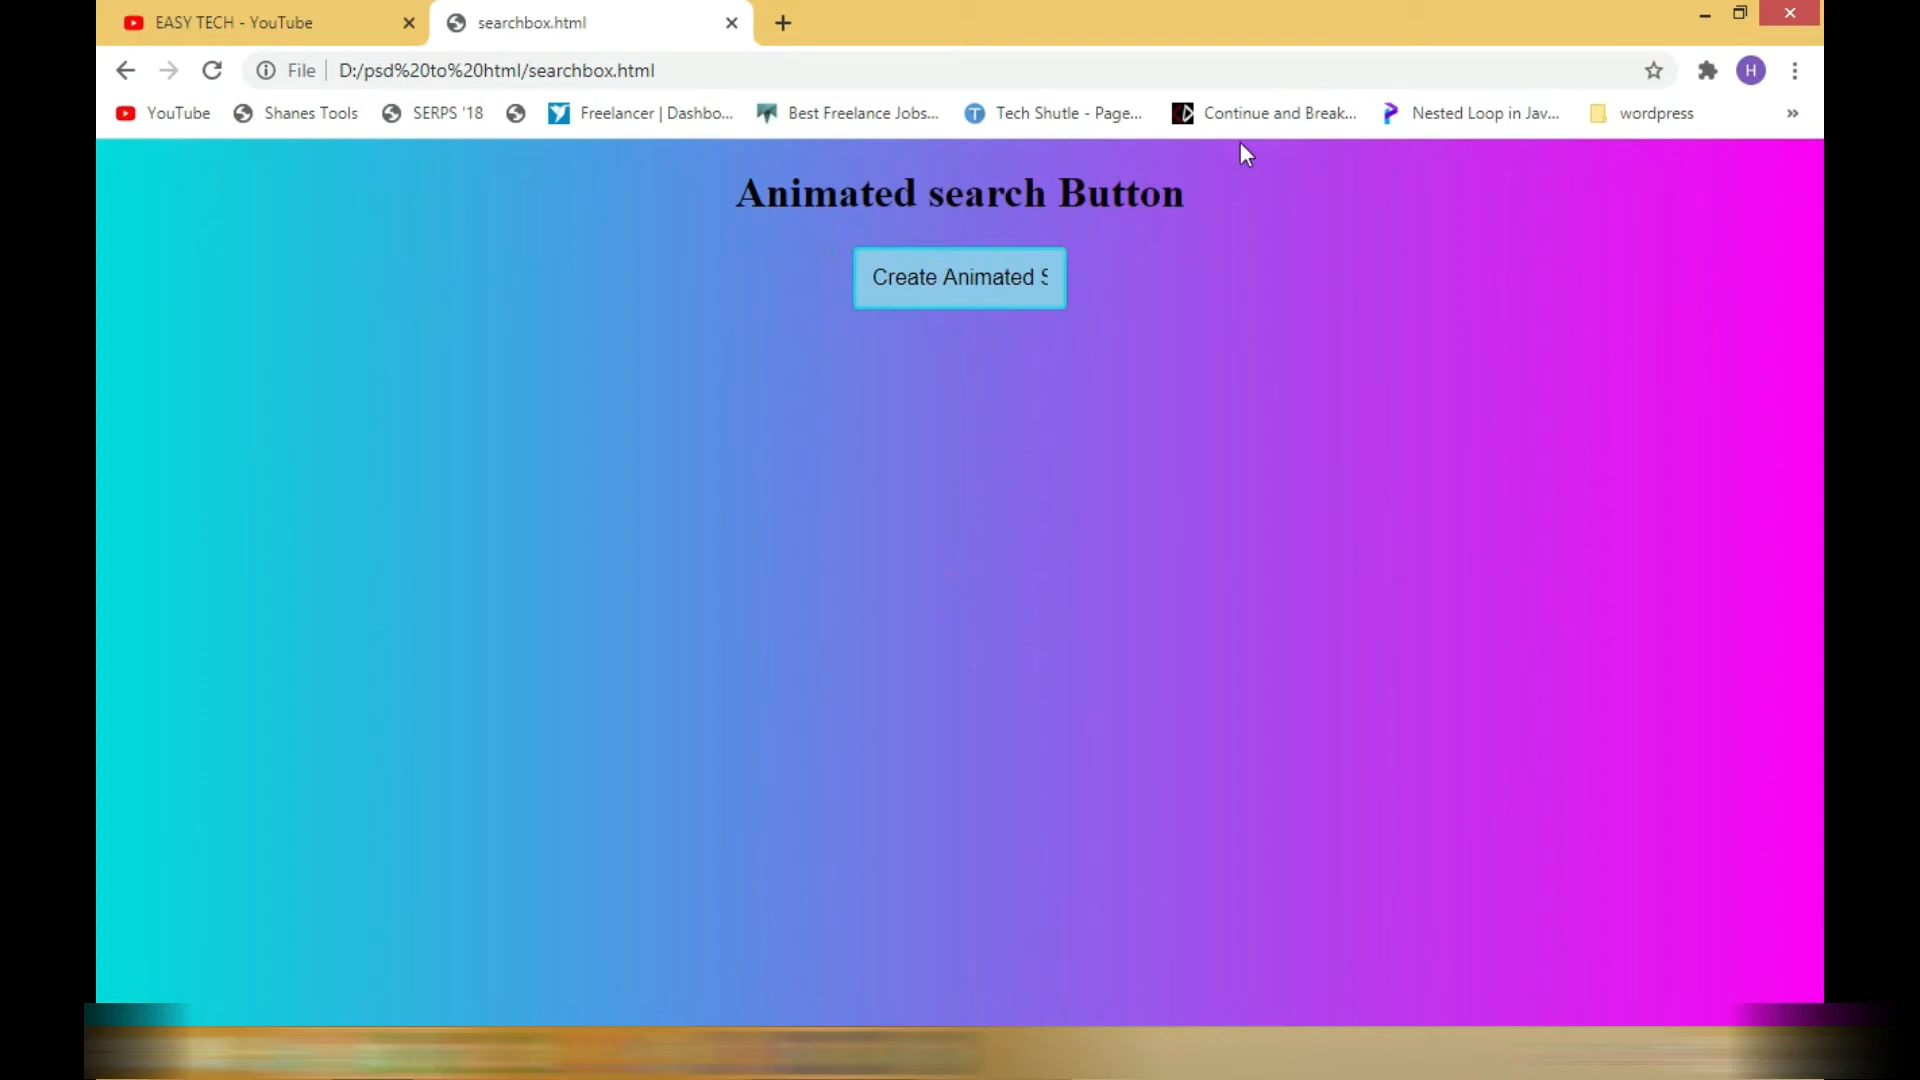 EASY TECH - YouTube
searchbox.html
File
D:/psd%20to%20html/searchbox.html
H
YouTube
Shanes Tools
SERPS '18
Freelancer | Dashbo...
Best Freelance Jobs...
T
Tech Shutle - Page...
Continue and Break...
Nested Loop in Jav...
wordpress
»
Animated search Button
Create Animated S